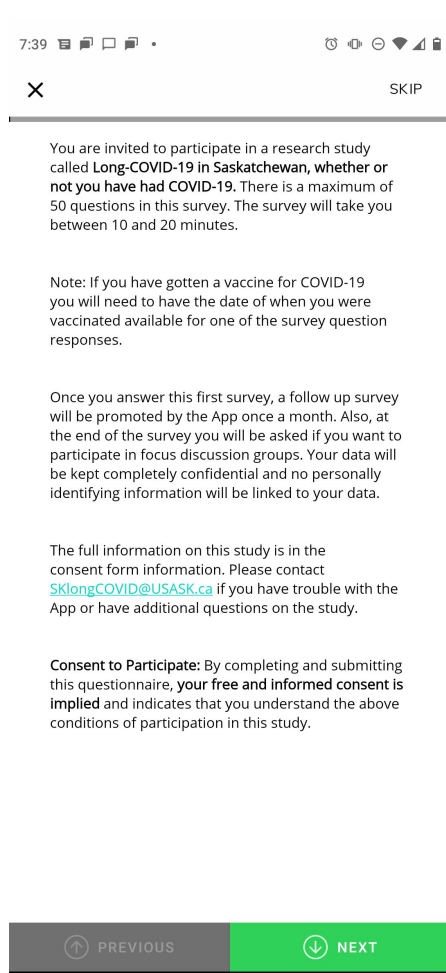 7:39
SKIP
You are invited to participate in a research study
called Long-COVID-19 in Saskatchewan, whether or
not you have had COVID-19. There is a maximum of
50 questions in this survey. The survey will take you
between 10 and 20 minutes.
Note: If you have gotten a vaccine for COVID-19
you will need to have the date of when you were
vaccinated available for one of the survey question
responses.
Once you answer this first survey, a follow up survey
will be promoted by the App once a month. Also, at
the end of the survey you will be asked if you want to
participate in focus discussion groups. Your data will
be kept completely confidential and no personally
identifying information will be linked to your data.
The full information on this study is in the
consent form information. Please contact
SKlongCOVID@USASK.ca if you have trouble with the
App or have additional questions on the study.
Consent to Participate: By completing and submitting
this questionnaire, your free and informed consent is
implied and indicates that you understand the above
conditions of participation in this study.
PREVIOUS
NEXT